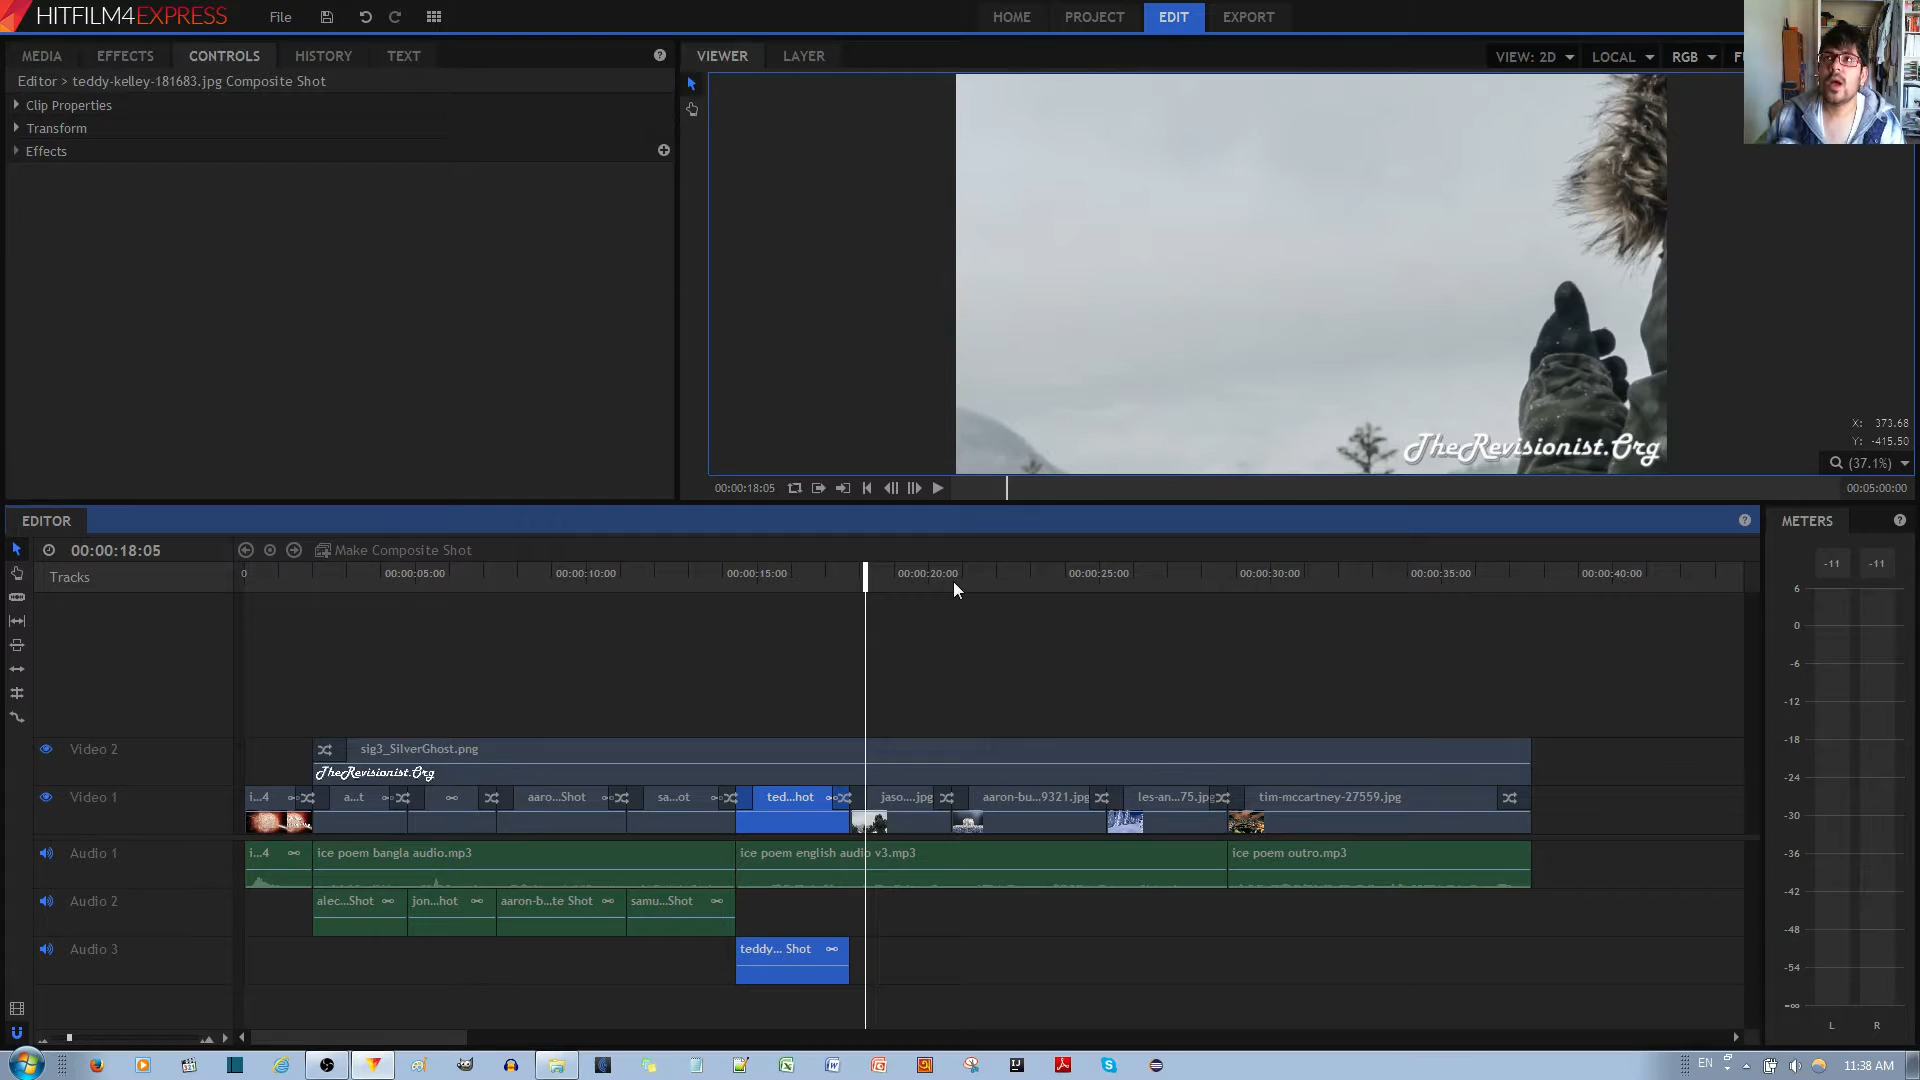 HITFILM4EXPRESS
File
HOME
PROJECT
EDIT
EXPORT
MEDIA
EFFECTS
CONTROLS
HISTORY
TEXT
VIEWER
LAYER
VIEW: 2D
LOCAL
RGB
Editor > teddy-kelley-181683.jpg Composite Shot
Clip Properties
Transform
Effects
TheRevisionist.Org
X: 373.68
Y: -415.50
(37.1%)
00:00:18:05
00:05:00:00
EDITOR
METERS
00:00:18:05
Make Composite Shot
-11 -11
Tracks
0 00:00:05:00 00:00:10:00 00:00:15:00 00:00:20:00 00:00:25:00 00:00:30:00 00:00:35:00 00:00:40:00
6
0
-6
-12
-18
-24
-30
-36
-42
-48
-54
-∞
L R
Video 2
sig3_SilverGhost.png
TheRevisionist.Org
Video 1
i...4 a...t aaro...Shot sa...ot ted...hot jaso....jpg aaron-bu...9321.jpg les-an...75.jpg tim-mccartney-27559.jpg
Audio 1
i...4 ice poem bangla audio.mp3 ice poem english audio v3.mp3 ice poem outro.mp3
Audio 2
alec...Shot jon...hot aaron-b...te Shot samu...Shot
Audio 3
teddy... Shot
EN
11:38 AM